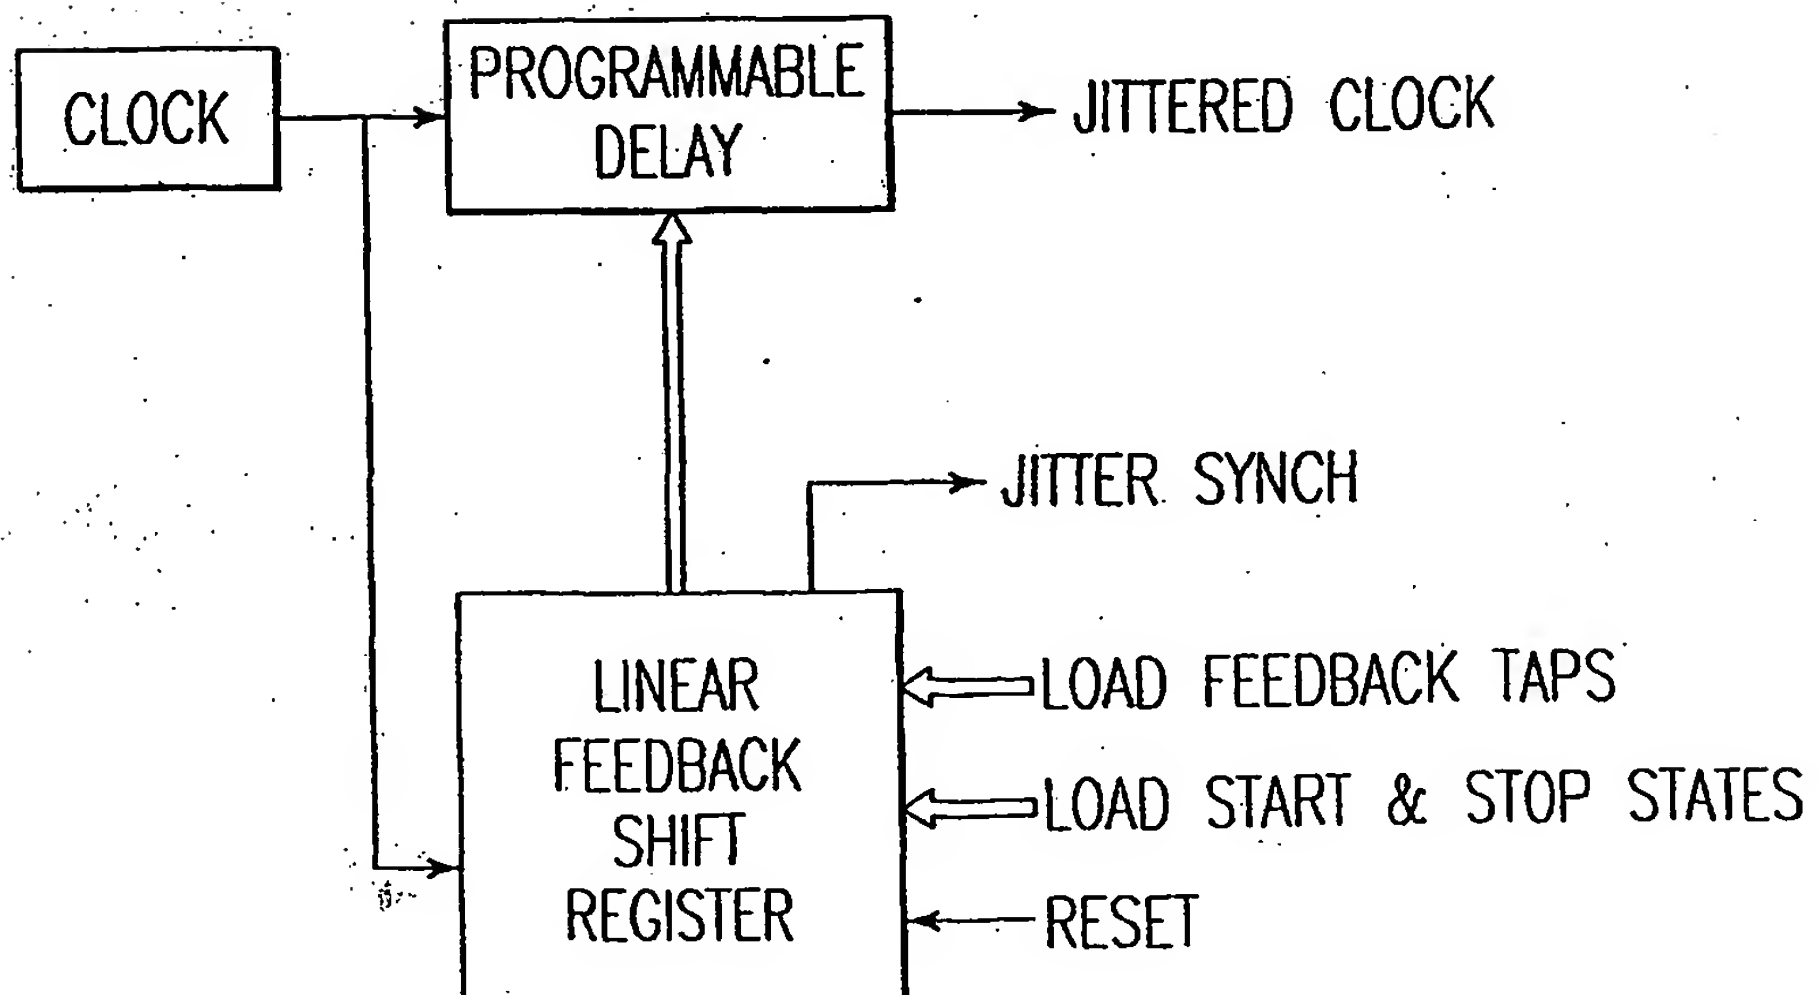 CLOCK
PROGRAMMABLE
DELAY
JITTERED CLOCK
JITTER SYNCH
LINEAR
FEEDBACK
SHIFT
REGISTER
LOAD FEEDBACK TAPS
LOAD START & STOP STATES
RESET